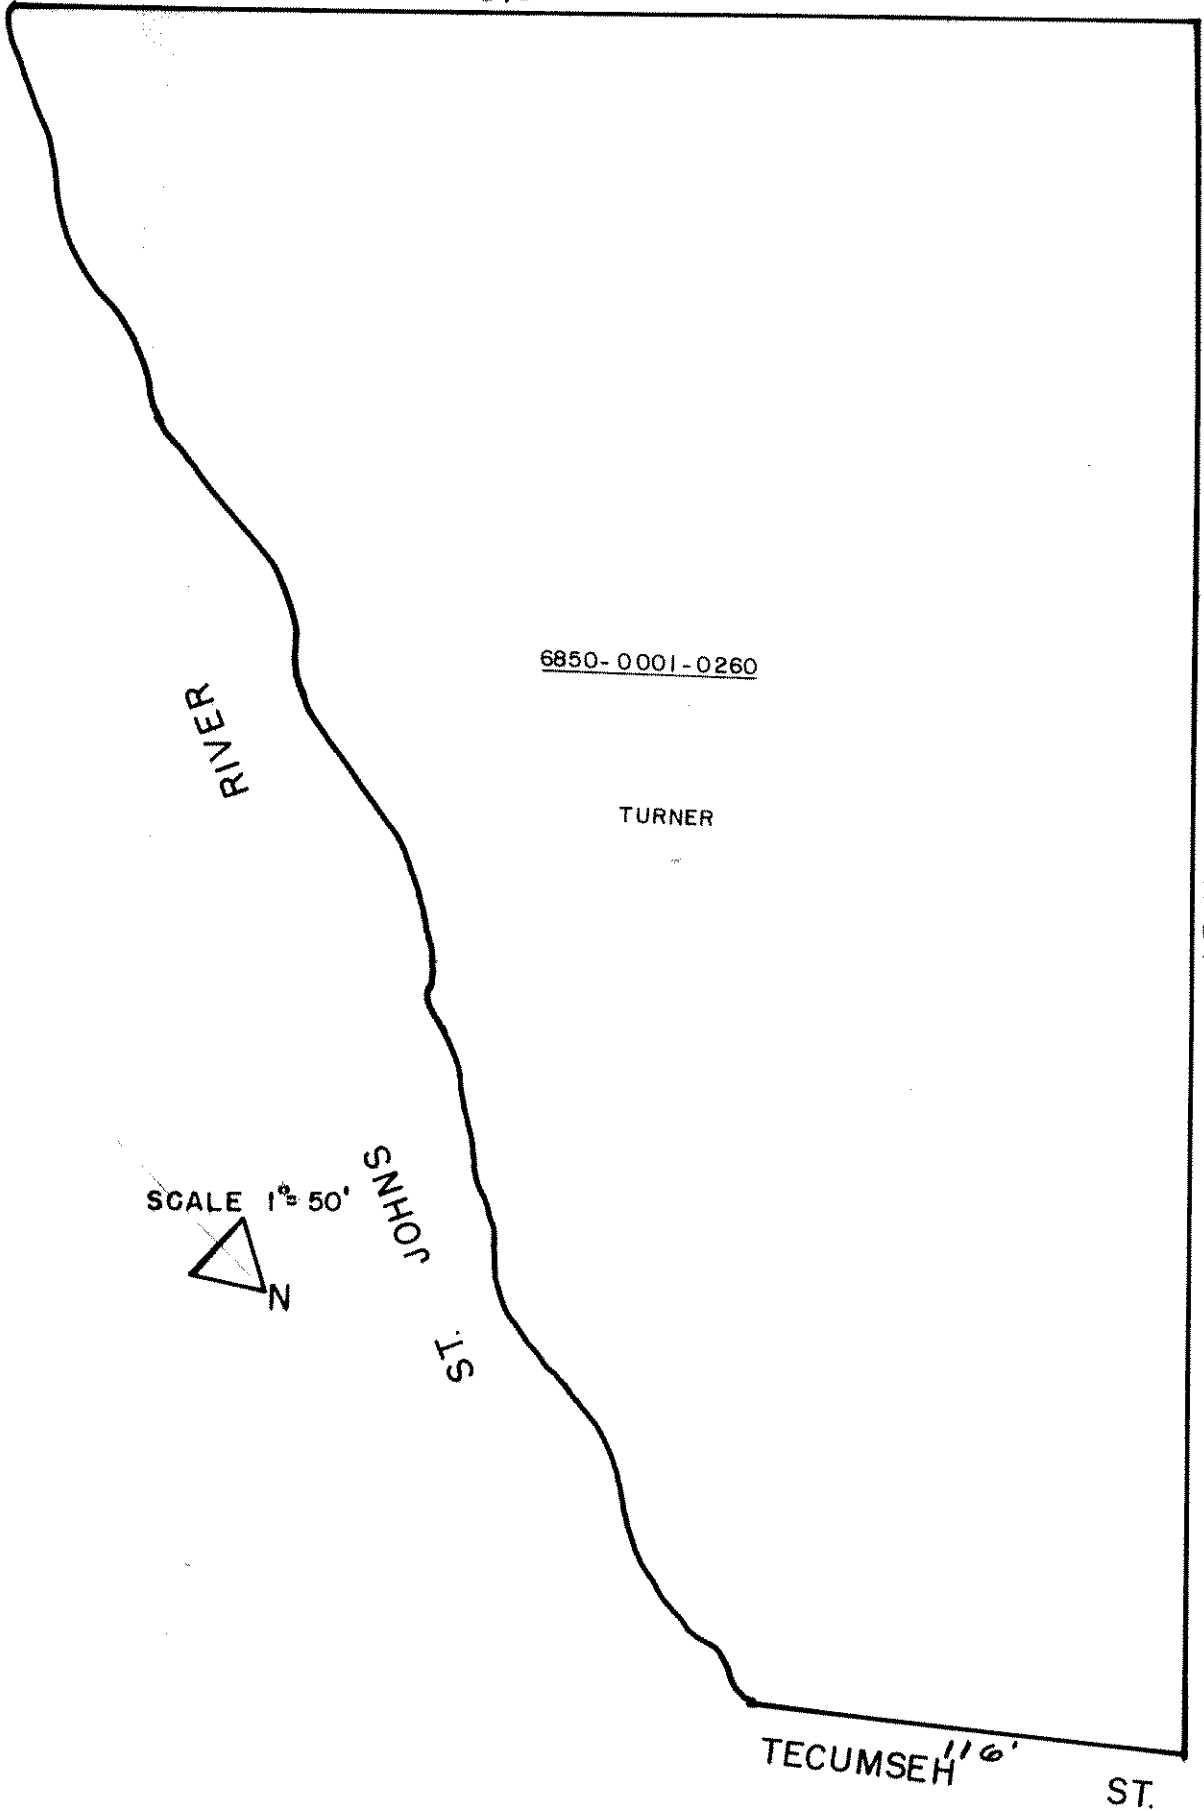 6850-0001-0260
TURNER
RIVER
JOHNS
ST.
SCALE 1"= 50'
N
TECUMSEH 116' ST.